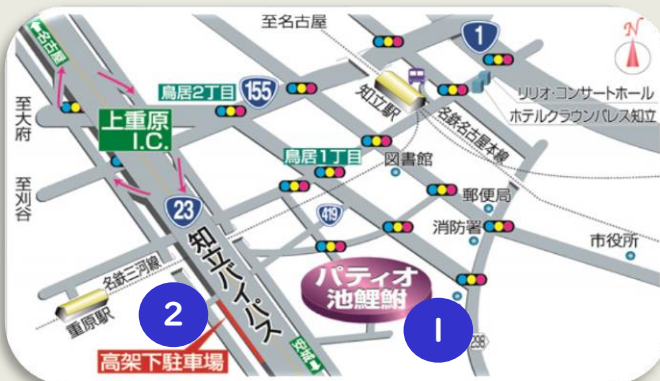 至名古屋
1
N
名古屋
鳥居2丁目
155
知立駅
リリオ・コンサートホール
ホテルクラウンパレス知立
至大府
上重原
I.C.
名鉄名古屋本線
鳥居1丁目
図書館
至刈谷
23
419
郵便局
消防署
市役所
知立バイパス
名鉄三河線
重原駅
2
パティオ
池鯉鮒
1
298
高架下駐車場